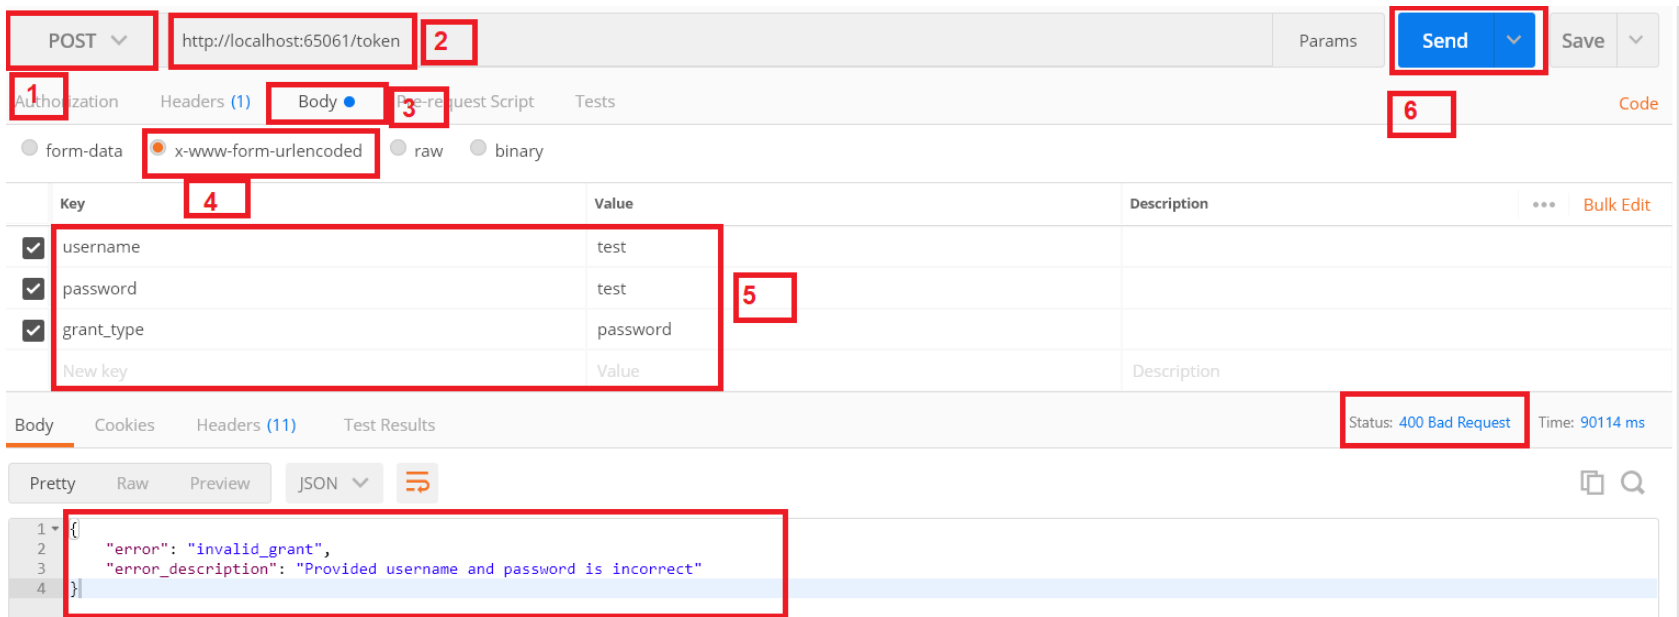 POST http://localhost:65061/token 2 Params Send Save
1 Authorization Headers (1) Body 3 Pre-request Script Tests 6 Code
form-data x-www-form-urlencoded raw binary
4
Key Value Description ••• Bulk Edit
username test
password test
5
grant_type password
New key Value Description
Body Cookies Headers (11) Test Results Status: 400 Bad Request Time: 90114 ms
Pretty Raw Preview JSON
1 {
2 "error": "invalid_grant",
3 "error_description": "Provided username and password is incorrect"
4 }